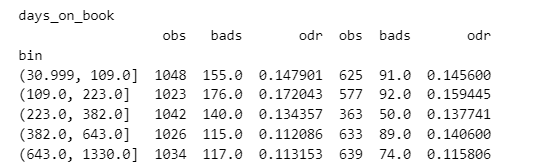 days_on_book
obs bads odr obs bads odr
bin
(30.999, 109.0] 1048 155.0 0.147901 625 91.0 0.145600
(109.0, 223.0] 1023 176.0 0.172043 577 92.0 0.159445
(223.0, 382.0] 1042 140.0 0.134357 363 50.0 0.137741
(382.0, 643.0] 1026 115.0 0.112086 633 89.0 0.140600
(643.0, 1330.0] 1034 117.0 0.113153 639 74.0 0.115806